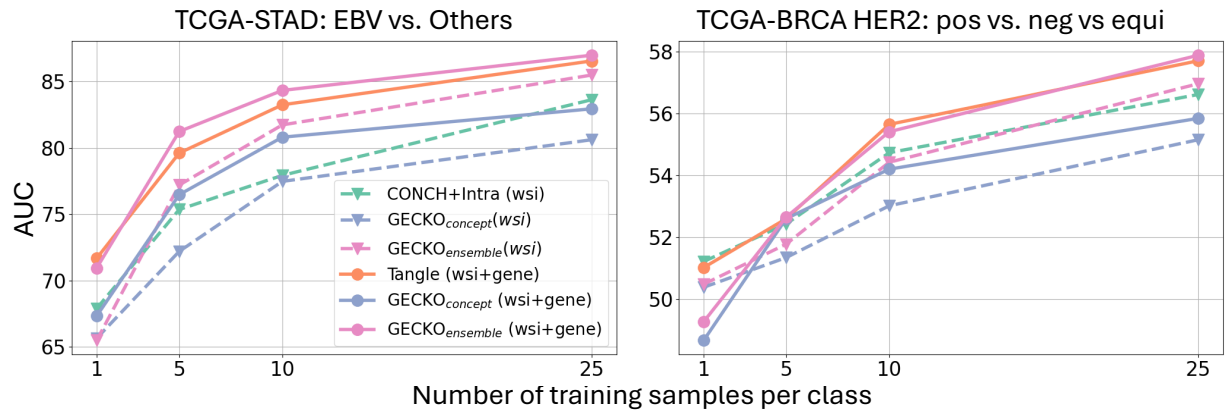 TCGA-STAD: EBV vs. Others
TCGA-BRCA HER2: pos vs. neg vs equi
AUC
85
80
75
70
65
1
5
10
25
CONCH+Intra (wsi)
GECKOconcept(wsi)
GECKOensemble(wsi)
Tangle (wsi+gene)
GECKOconcept (wsi+gene)
GECKOensemble (wsi+gene)
58
56
54
52
50
1
5
10
25
Number of training samples per class